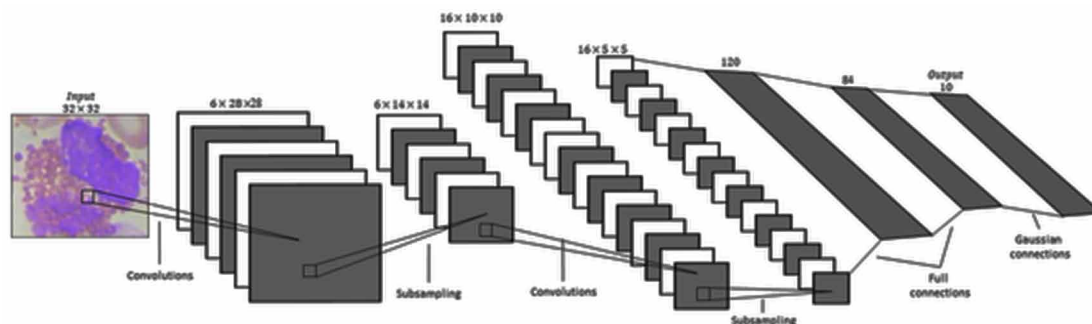 Input
32×32
6×28×28
6×14×14
16×10×10
16×5×5
120
84
Output
10
Convolutions
Subsampling
Convolutions
Subsampling
Full
connections
Gaussian
connections